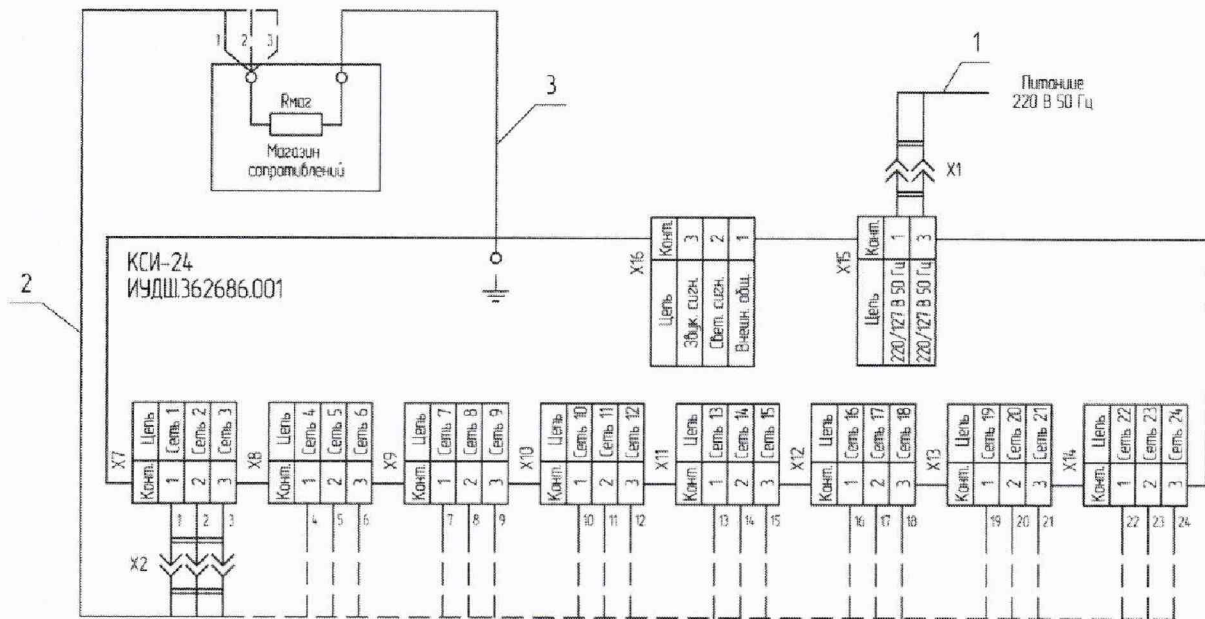 1 2 3
Rмаг
Магазин
сопротивлений
3
1
Питание
220 В 50 Гц
X1
2
КСИ-24
ИУДШ.362686.001
X16
Цепь Конт.
Звук. сигн. 3
Свет. сигн. 2
Внешн. общ. 1
X15
Цепь Конт.
220/127 В 50 Гц 1
220/127 В 50 Гц 3
X7
Конт. Цепь
1 Сеть 1
2 Сеть 2
3 Сеть 3
X8
Конт. Цепь
1 Сеть 4
2 Сеть 5
3 Сеть 6
X9
Конт. Цепь
1 Сеть 7
2 Сеть 8
3 Сеть 9
X10
Конт. Цепь
1 Сеть 10
2 Сеть 11
3 Сеть 12
X11
Конт. Цепь
1 Сеть 13
2 Сеть 14
3 Сеть 15
X12
Конт. Цепь
1 Сеть 16
2 Сеть 17
3 Сеть 18
X13
Конт. Цепь
1 Сеть 19
2 Сеть 20
3 Сеть 21
X14
Конт. Цепь
1 Сеть 22
2 Сеть 23
3 Сеть 24
1 2 3 4 5 6 7 8 9 10 11 12 13 14 15 16 17 18 19 20 21 22 23 24
X2